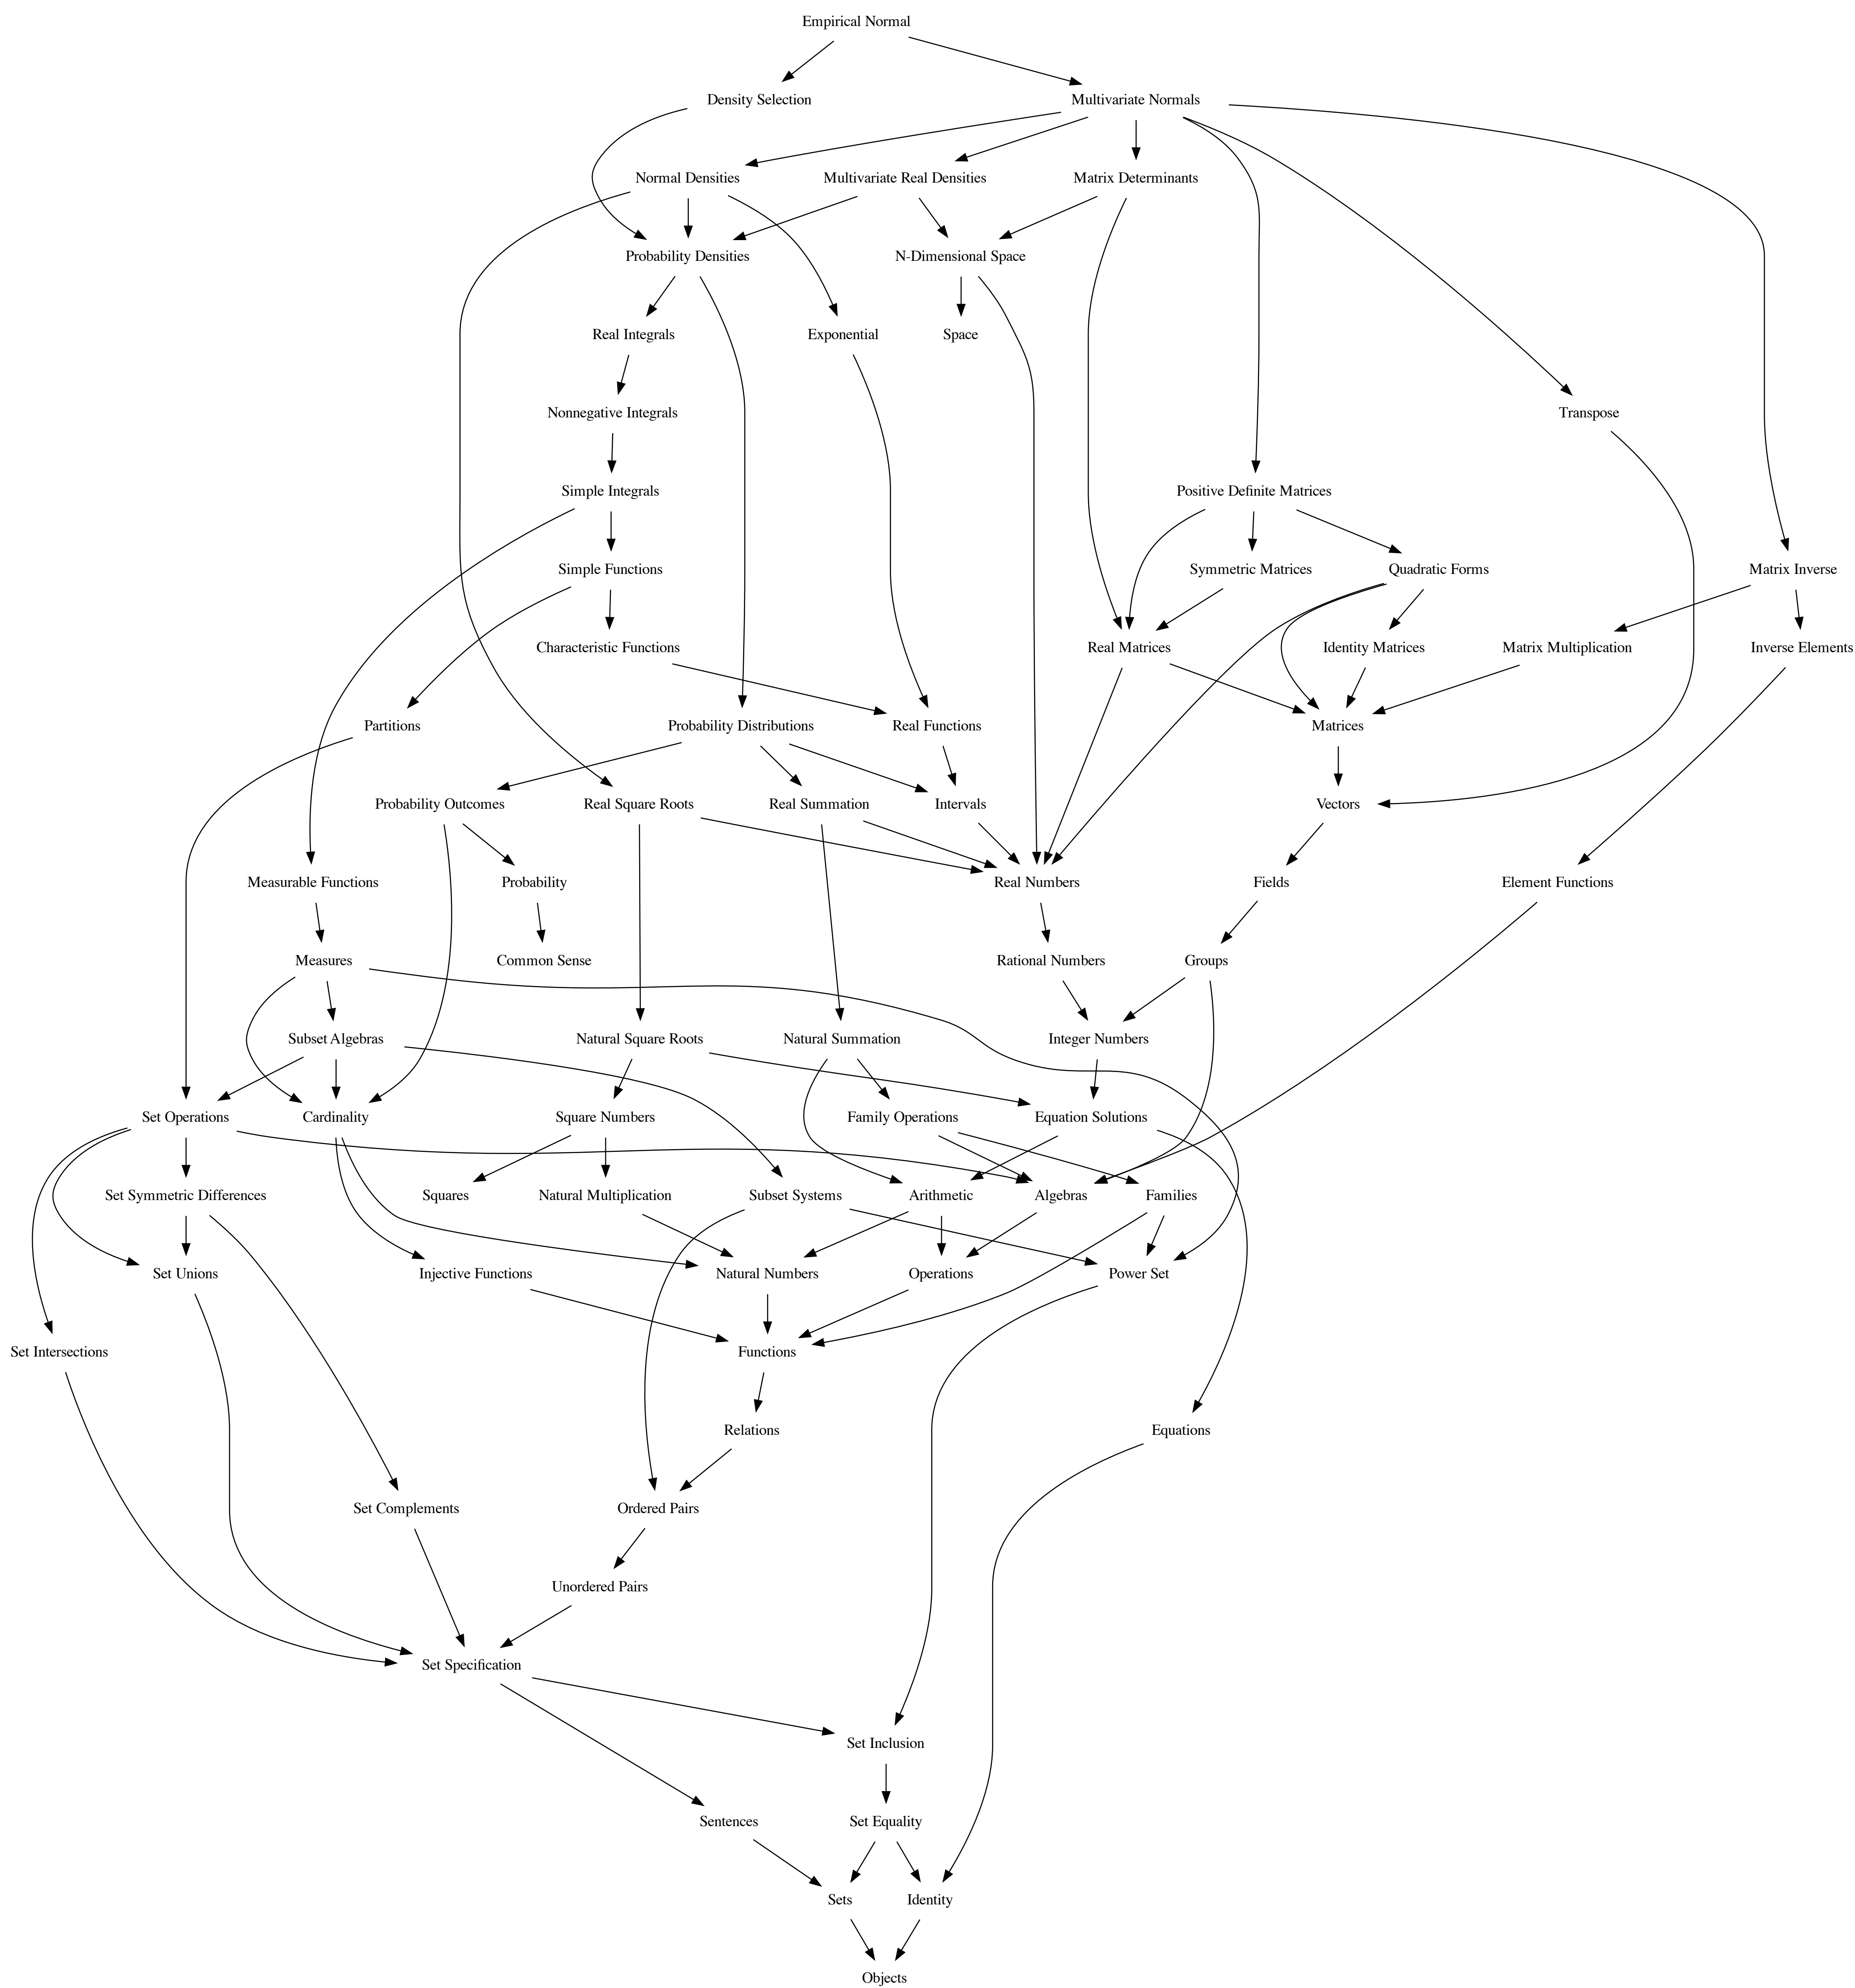 Empirical Normal
Density Selection
Multivariate Normals
Normal Densities
Multivariate Real Densities
Matrix Determinants
Probability Densities
N-Dimensional Space
Real Integrals
Exponential
Space
Nonnegative Integrals
Transpose
Simple Integrals
Positive Definite Matrices
Simple Functions
Symmetric Matrices
Quadratic Forms
Matrix Inverse
Characteristic Functions
Real Matrices
Identity Matrices
Matrix Multiplication
Inverse Elements
Partitions
Probability Distributions
Real Functions
Matrices
Probability Outcomes
Real Square Roots
Real Summation
Intervals
Vectors
Measurable Functions
Probability
Real Numbers
Fields
Element Functions
Measures
Common Sense
Rational Numbers
Groups
Subset Algebras
Natural Square Roots
Natural Summation
Integer Numbers
Set Operations
Cardinality
Square Numbers
Family Operations
Equation Solutions
Set Symmetric Differences
Squares
Natural Multiplication
Subset Systems
Arithmetic
Algebras
Families
Set Unions
Injective Functions
Natural Numbers
Operations
Power Set
Set Intersections
Functions
Relations
Equations
Set Complements
Ordered Pairs
Unordered Pairs
Set Specification
Set Inclusion
Sentences
Set Equality
Sets
Identity
Objects